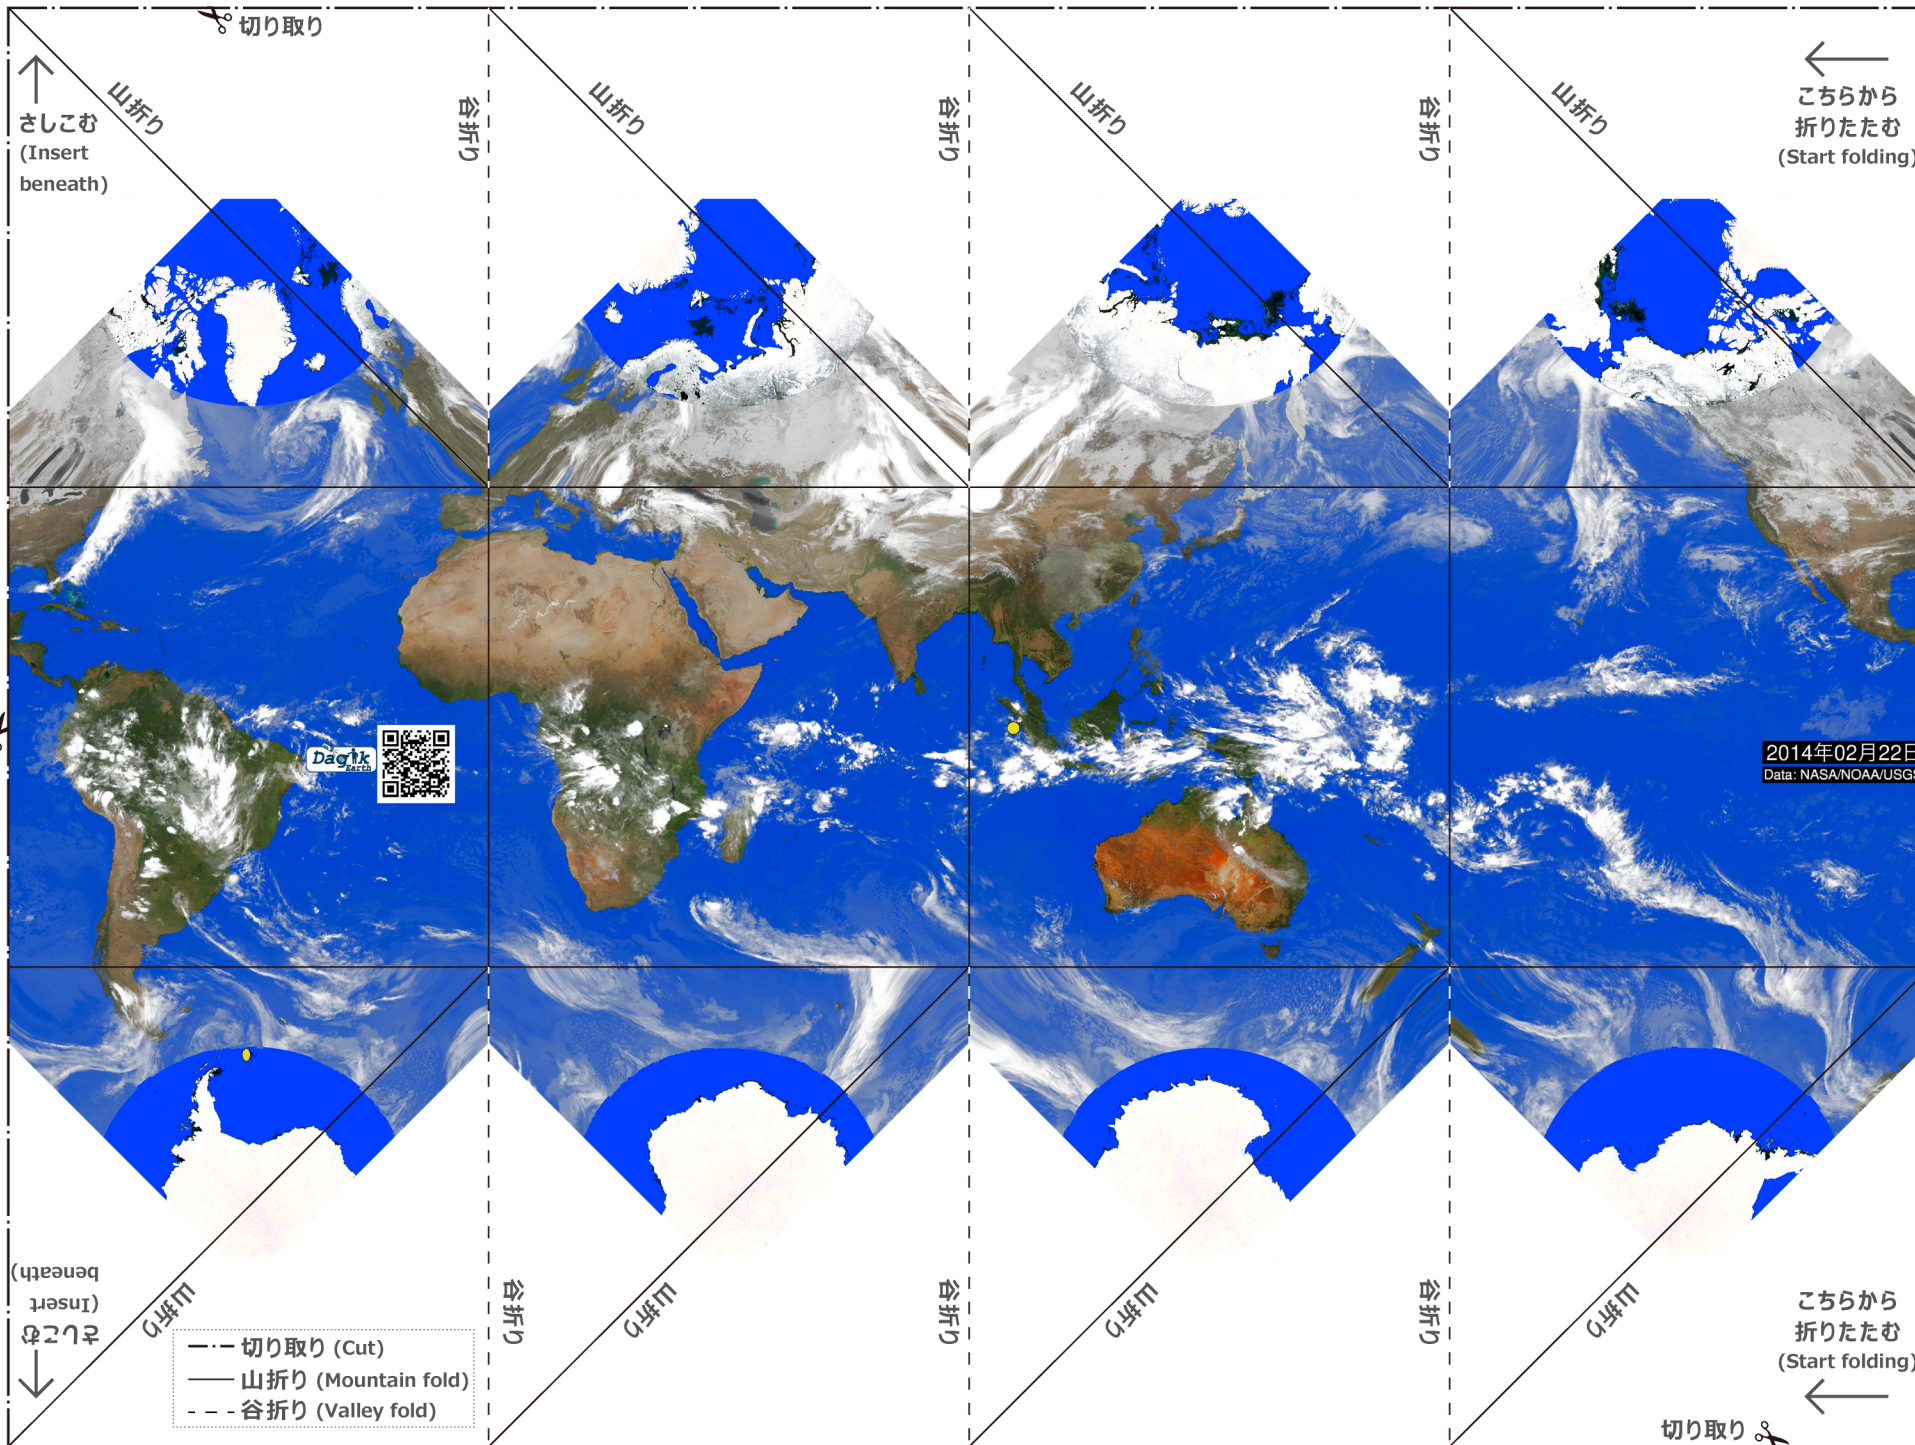 切り取り
さしこむ
(Insert
beneath)
山折り
谷折り
山折り
谷折り
山折り
谷折り
山折り
こちらから
折りたたむ
(Start folding)
Dagik
Earth
2014年02月22日
Data: NASA/NOAA/USGS
さしこむ
(Insert
beneath)
山折り
谷折り
山折り
谷折り
山折り
谷折り
山折り
こちらから
折りたたむ
(Start folding)
切り取り (Cut)
山折り (Mountain fold)
谷折り (Valley fold)
切り取り